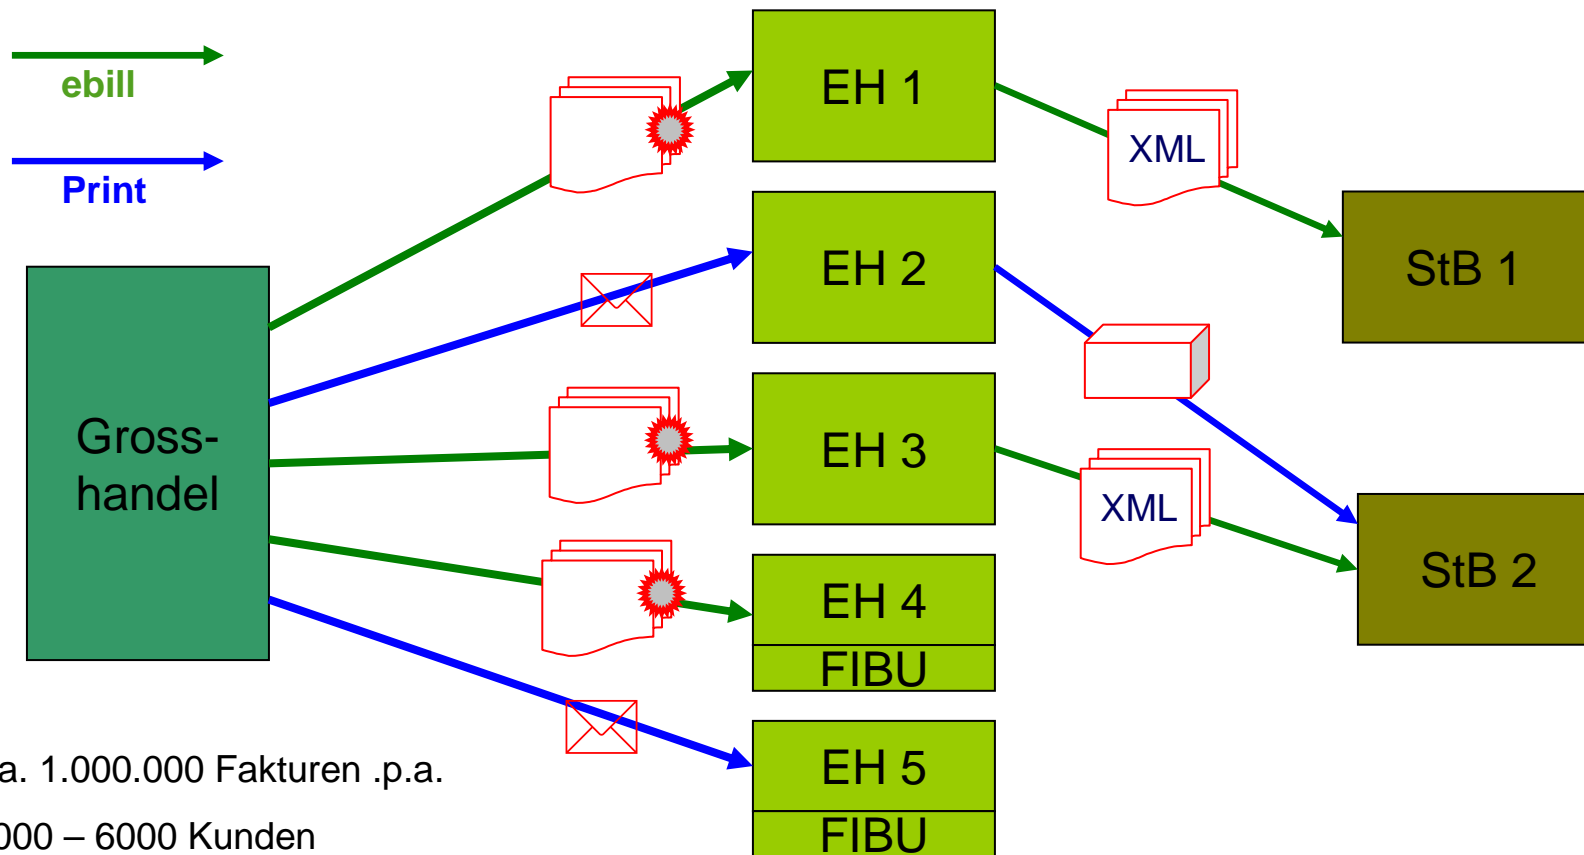 ebill
Print
EH 1
XML
EH 2
StB 1
Gross-
handel
EH 3
XML
StB 2
EH 4
FIBU
EH 5
FIBU
a. 1.000.000 Fakturen .p.a.
000 – 6000 Kunden